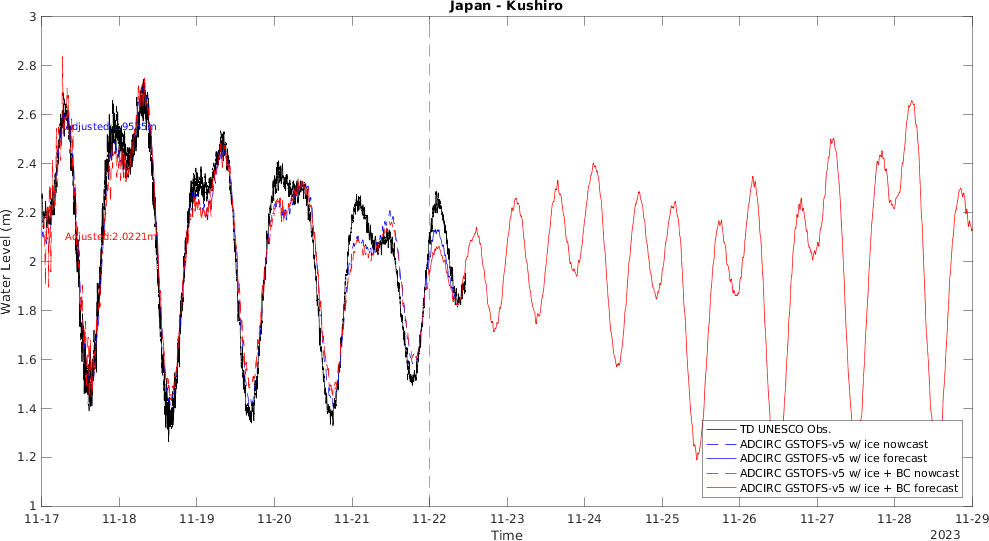 Japan - Kushiro
Water Level (m)
3
2.8
2.6
2.4
2.2
2
1.8
1.6
1.4
1.2
1
Adjusted:
Adjusted:2.0221m
TD UNESCO Obs.
ADCIRC GSTOFS-v5 w/ ice nowcast
ADCIRC GSTOFS-v5 w/ ice forecast
ADCIRC GSTOFS-v5 w/ ice + BC nowcast
ADCIRC GSTOFS-v5 w/ ice + BC forecast
11-17 11-18 11-19 11-20 11-21 11-22 11-23 11-24 11-25 11-26 11-27 11-28 11-29
Time
2023